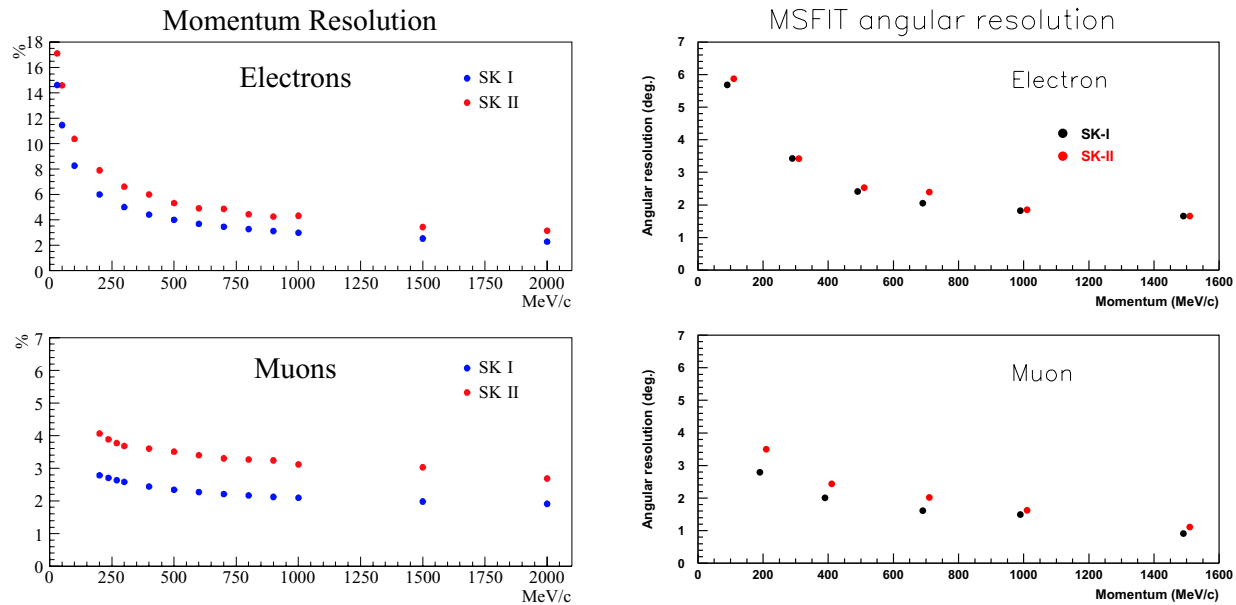 Momentum Resolution
%
Electrons
SK I
SK II
18
16
14
12
10
8
6
4
2
0
0 250 500 750 1000 1250 1500 1750 2000
MeV/c
%
Muons
SK I
SK II
7
6
5
4
3
2
1
0
0 250 500 750 1000 1250 1500 1750 2000
MeV/c
MSFIT angular resolution
Angular resolution (deg.)
Electron
SK-I
SK-II
7
6
5
4
3
2
1
0
0 200 400 600 800 1000 1200 1400 1600
Momentum (MeV/c)
Angular resolution (deg.)
Muon
7
6
5
4
3
2
1
0
0 200 400 600 800 1000 1200 1400 1600
Momentum (MeV/c)